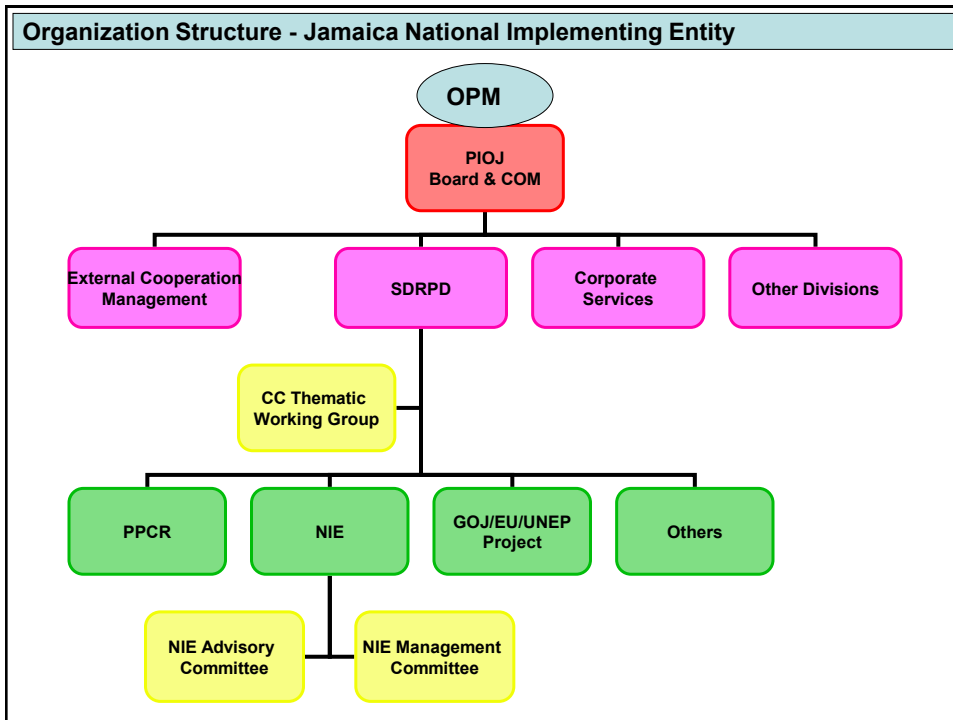 Organization Structure - Jamaica National Implementing Entity
OPM
PIOJ
Board & COM
External Cooperation
Management
SDRPD
Corporate
Services
Other Divisions
CC Thematic
Working Group
PPCR
NIE
GOJ/EU/UNEP
Project
Others
NIE Advisory
Committee
NIE Management
Committee